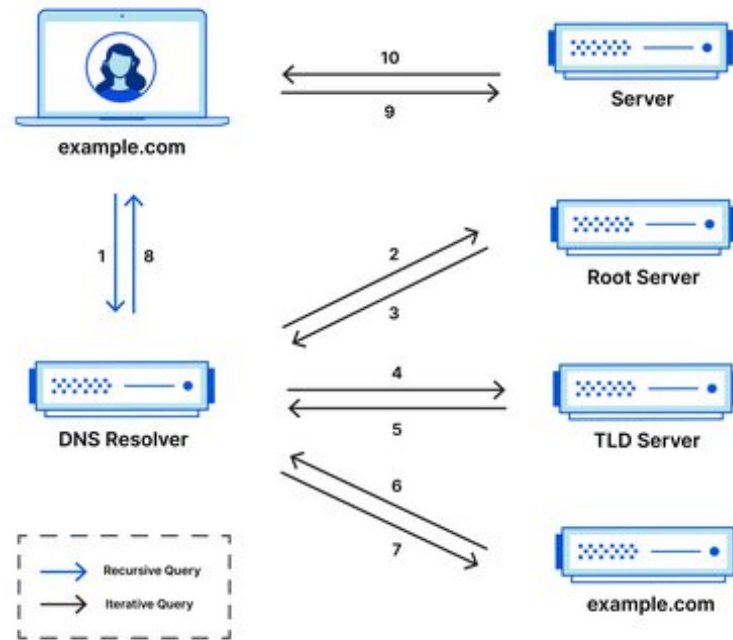 10
9
Server
example.com
1
8
2
3
Root Server
4
5
DNS Resolver
TLD Server
6
7
Recursive Query
Iterative Query
example.com